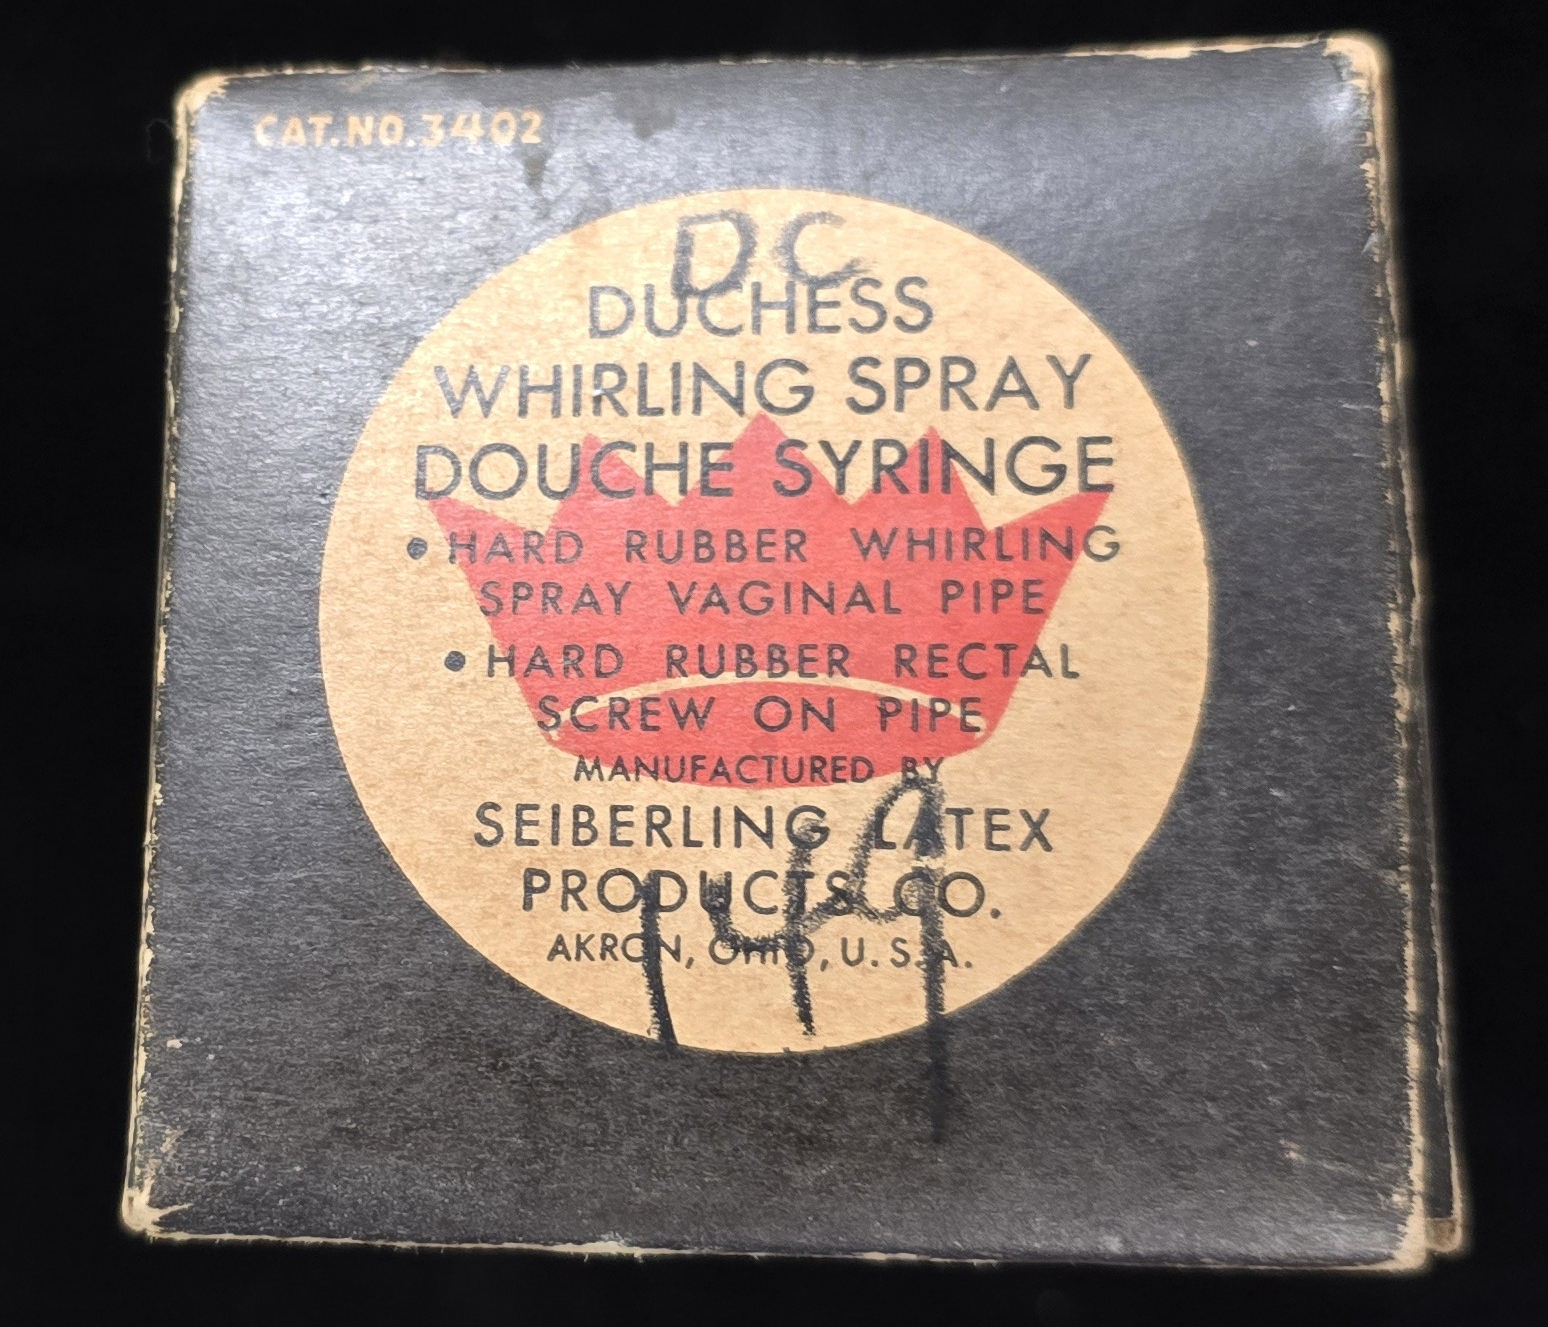 CAT.NO.3402
DC
DUCHESS
WHIRLING SPRAY
DOUCHE SYRINGE
• HARD RUBBER WHIRLING
SPRAY VAGINAL PIPE
• HARD RUBBER RECTAL
SCREW ON PIPE
MANUFACTURED BY
SEIBERLING LATEX
PRODUCTS CO.
149
AKRON, OHIO, U.S.A.